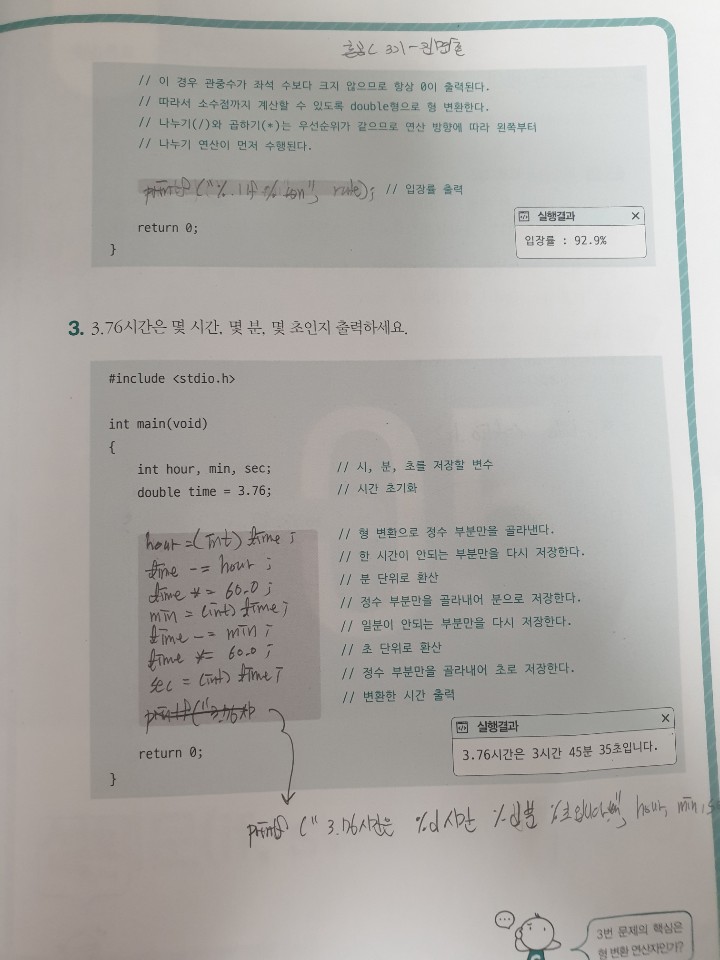 혼공C 3기-권면율
// 이 경우 관중수가 좌석 수보다 크지 않으므로 항상 0이 출력된다.
// 따라서 소수점까지 계산할 수 있도록 double형으로 형 변환한다.
// 나누기(/)와 곱하기(*)는 우선순위가 같으므로 연산 방향에 따라 왼쪽부터
// 나누기 연산이 먼저 수행된다.
printf ("%.1lf%%\n", rate); // 입장률 출력
return 0;
}
실행결과 ×
입장률 : 92.9%
3. 3.76시간은 몇 시간, 몇 분, 몇 초인지 출력하세요.
#include <stdio.h>
int main(void)
{
int hour, min, sec; // 시, 분, 초를 저장할 변수
double time = 3.76; // 시간 초기화
hour =(int) time ; // 형 변환으로 정수 부분만을 골라낸다.
time -= hour ; // 한 시간이 안되는 부분만을 다시 저장한다.
time *= 60.0 ; // 분 단위로 환산
min = (int) time ; // 정수 부분만을 골라내어 분으로 저장한다.
time -= min ; // 일분이 안되는 부분만을 다시 저장한다.
time *= 60.0 ; // 초 단위로 환산
sec = (int) time ; // 정수 부분만을 골라내어 초로 저장한다.
printf("3.76시 // 변환한 시간 출력
실행결과 ×
3.76시간은 3시간 45분 35초입니다.
return 0;
}
printf (" 3.76시간은 %d시간 %d분 %초입니다.", hour, min, s
3번 문제의 핵심은
형 변환 연산자인가?